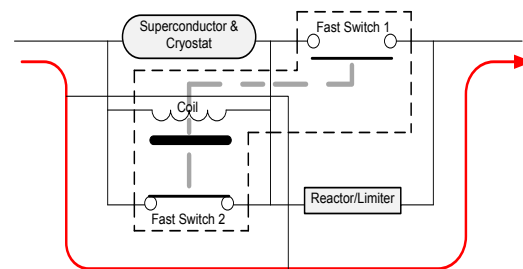 Superconductor &
Cryostat
Fast Switch 1
Coil
Reactor/Limiter
Fast Switch 2